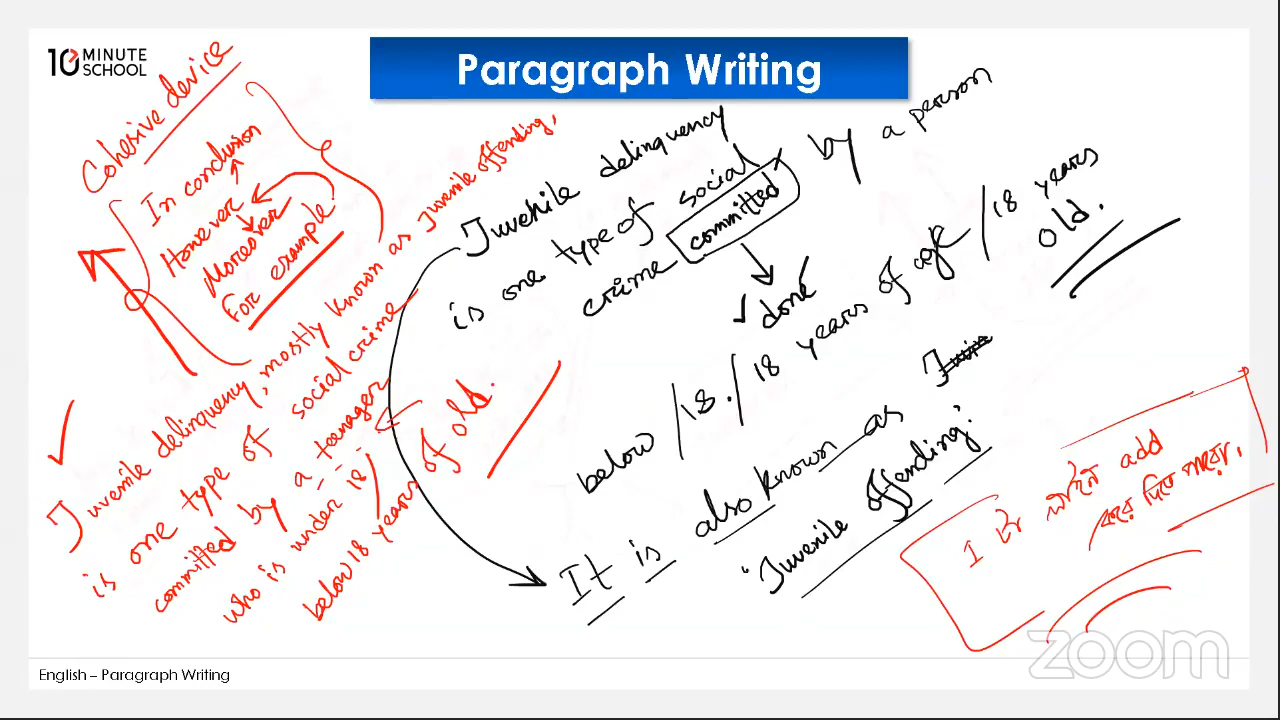 10 MINUTE
SCHOOL
Paragraph Writing
Cohesive device
In conclusion
However
Moreover
For example
Juvenile delinquency
is one type of social
crime committed by a person
done
below 18. 18 years of age 18 years
old.
It is also known as
'Juvenile offending.'
Juvenile delinquency, mostly known as Juvenile offending,
is one type of social crime
committed by a teenager
who is under 18.
below 18 years of old.
add
করে দিতে পারো.
zoom
English – Paragraph Writing